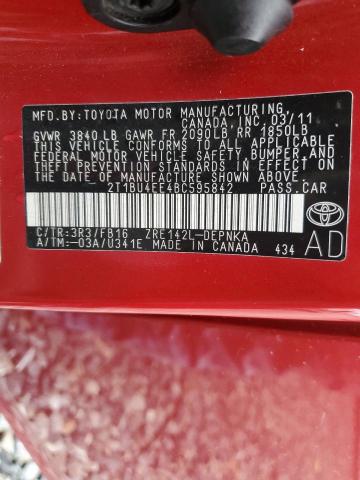 MFD.BY:TOYOTA MOTOR MANUFACTURING
CANADA, INC. 03/11
GVWR 3840 LB GAWR FR 2090LB RR 1850LB
THIS VEHICLE CONFORMS TO ALL APPLICABLE
FEDERAL MOTOR VEHICLE SAFETY, BUMPER AND
THEFT PREVENTION STANDARDS IN EFFECT ON
THE DATE OF MANUFACTURE SHOWN ABOVE.
2T1BU4EE4BC595842 PASS.CAR
C/TR:3R3/FB16 ZRE142L-DEPNKA
A/TM:-03A/U341E MADE IN CANADA 434
TOYOTA
AD